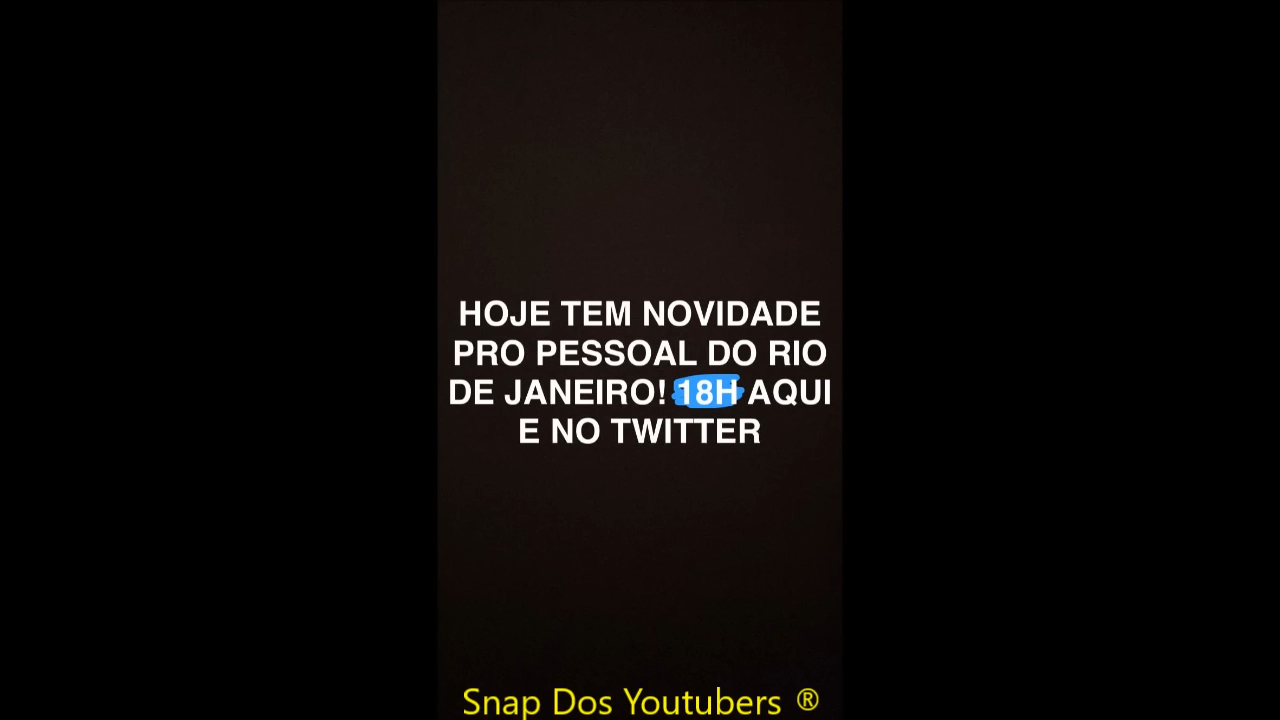 HOJE TEM NOVIDADE
PRO PESSOAL DO RIO
DE JANEIRO! 18H AQUI
E NO TWITTER
Snap Dos Youtubers ®